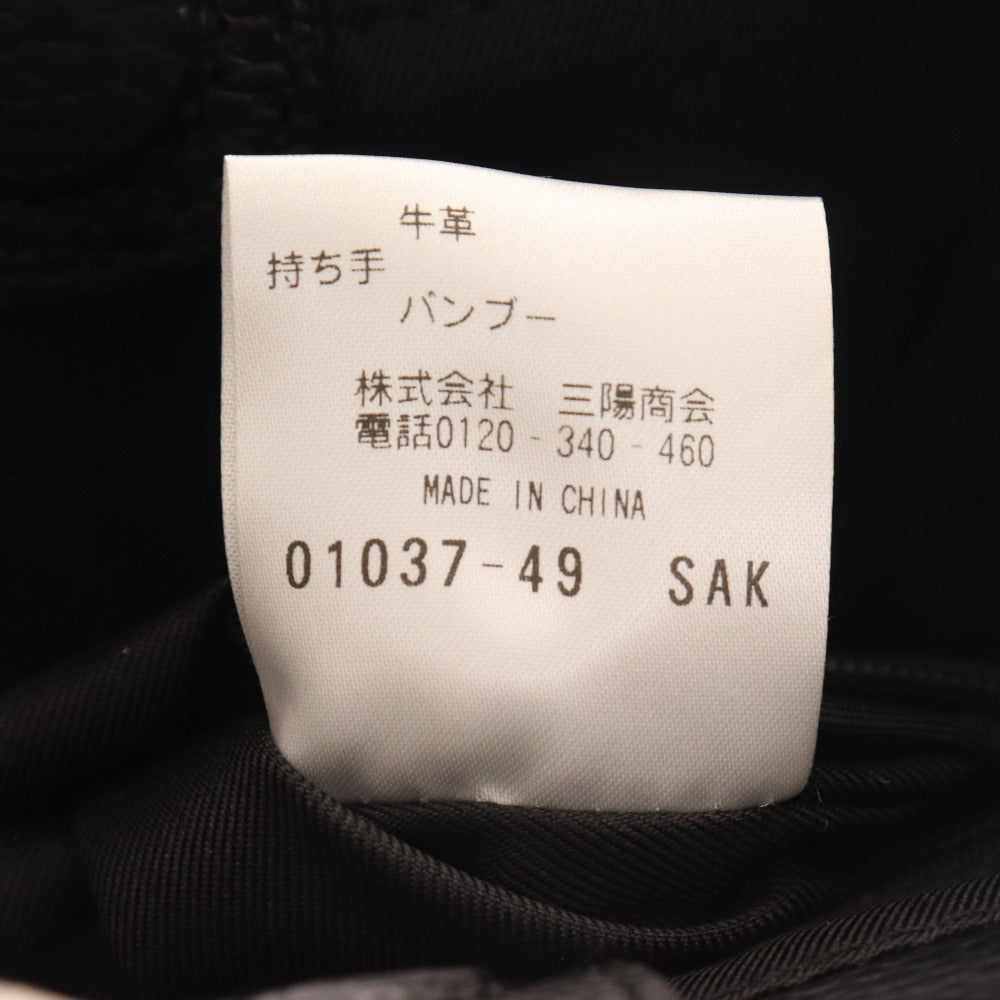 牛革
持ち手
バンブー
株式会社　三陽商会
電話0120-340-460
MADE IN CHINA
01037-49　SAK